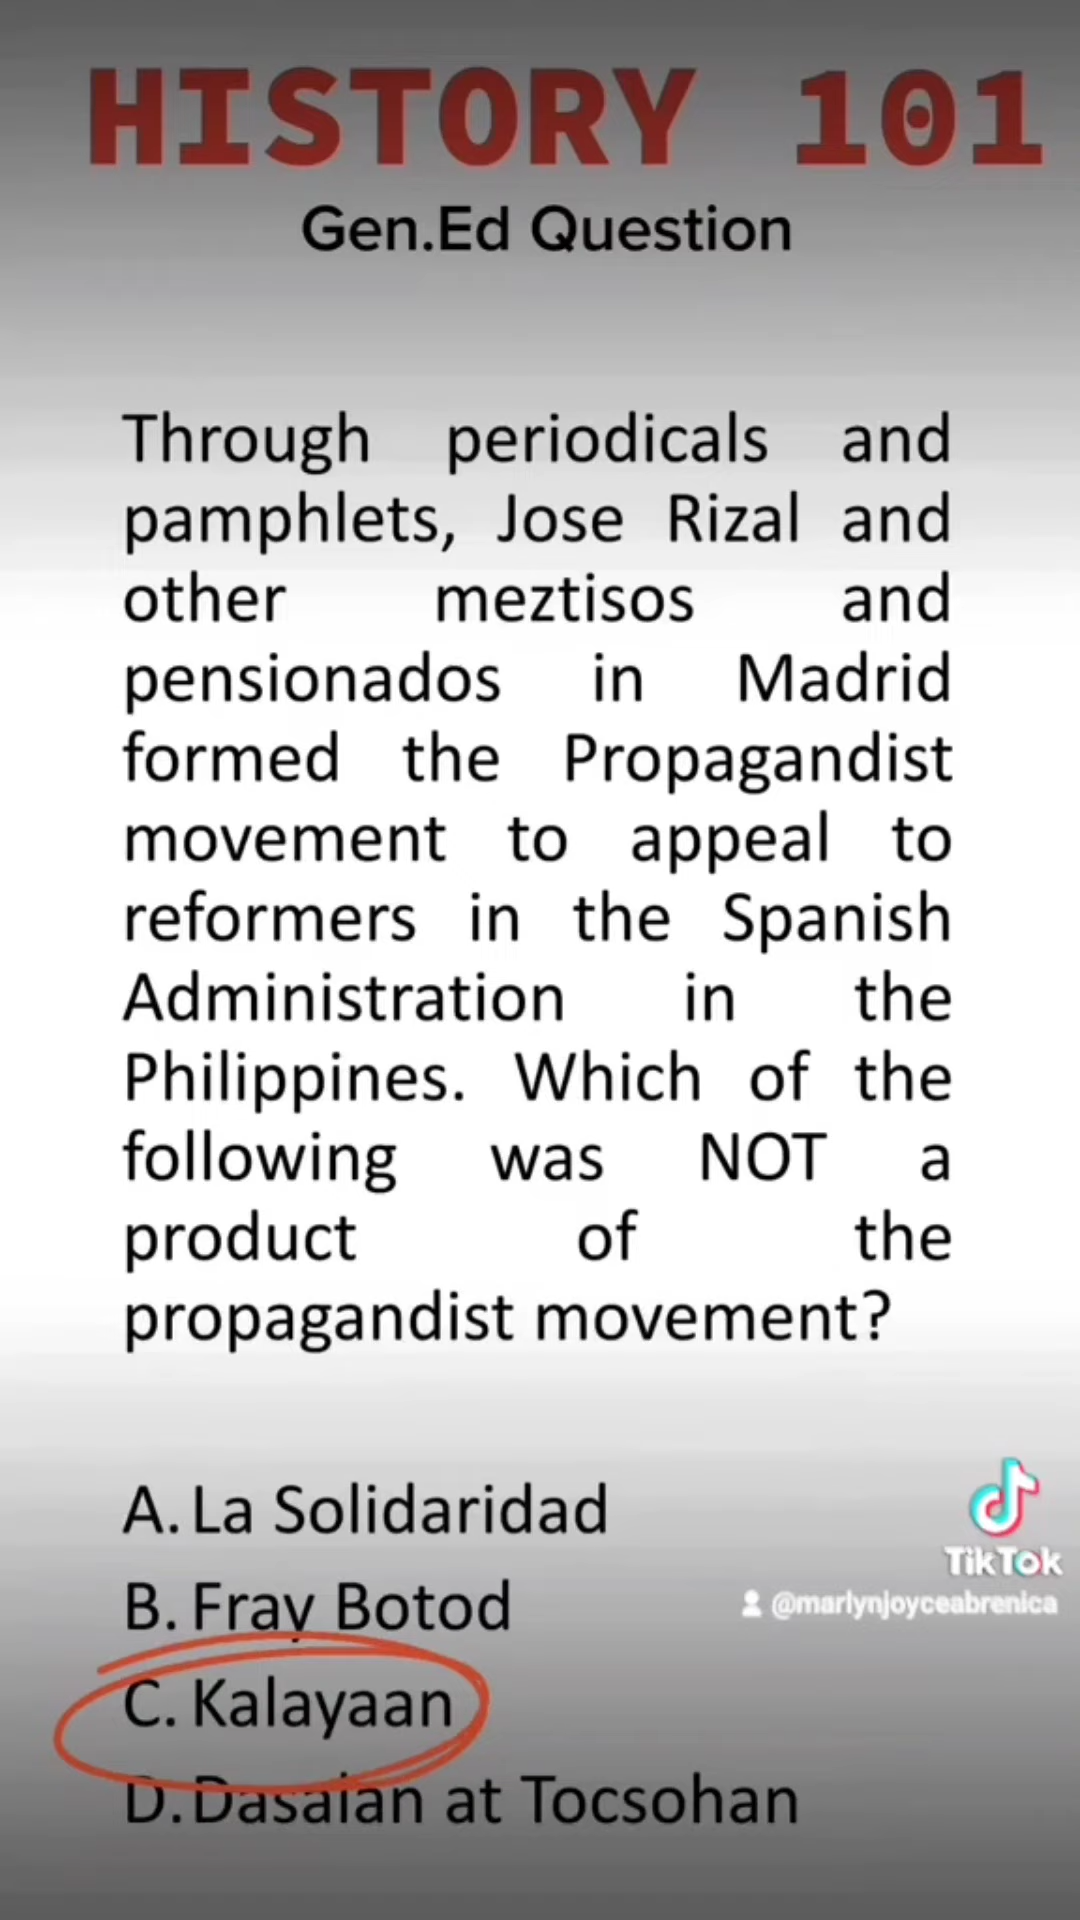 HISTORY 101
Gen.Ed Question
Through periodicals and
pamphlets, Jose Rizal and
other meztisos and
pensionados in Madrid
formed the Propagandist
movement to appeal to
reformers in the Spanish
Administration in the
Philippines. Which of the
following was NOT a
product of the
propagandist movement?
A. La Solidaridad
B. Fray Botod
C. Kalayaan
D. Dasalan at Tocsohan
TikTok
@marlynjoyceabrenica